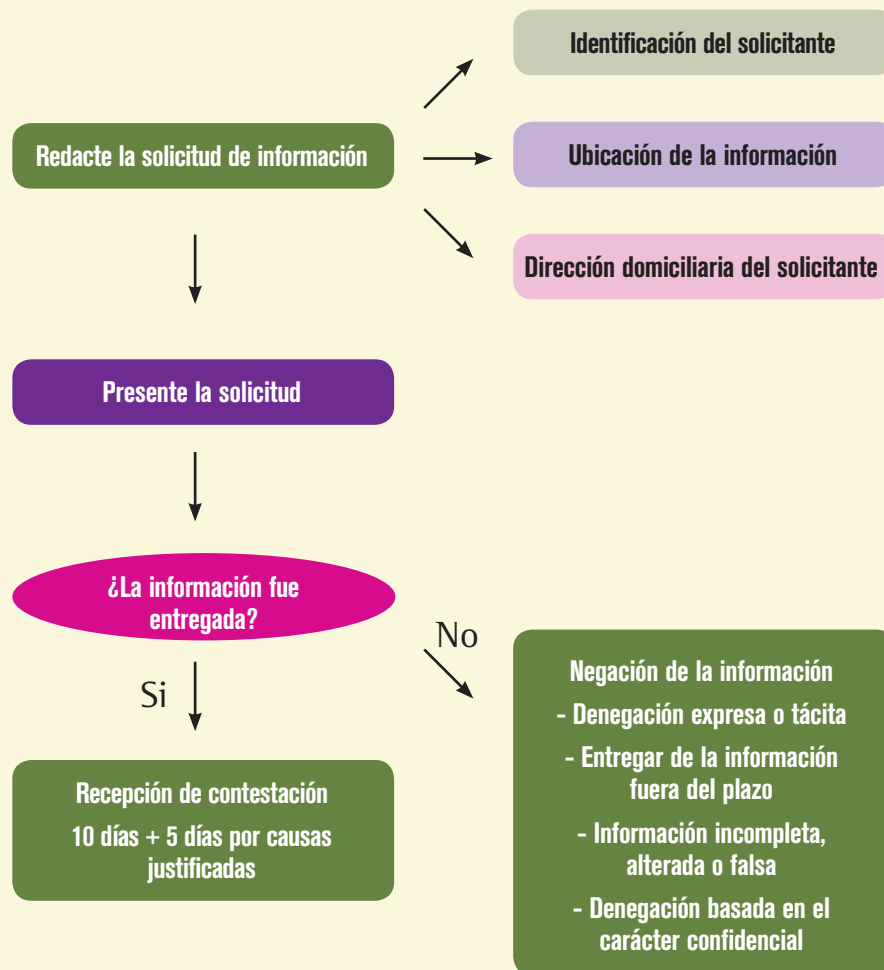 Identificación del solicitante
Redacte la solicitud de información
Ubicación de la información
Dirección domiciliaria del solicitante
Presente la solicitud
¿La información fue
entregada?
No
Si
Negación de la información
- Denegación expresa o tácita
- Entregar de la información
fuera del plazo
- Información incompleta,
alterada o falsa
- Denegación basada en el
carácter confidencial
Recepción de contestación
10 días + 5 días por causas
justificadas